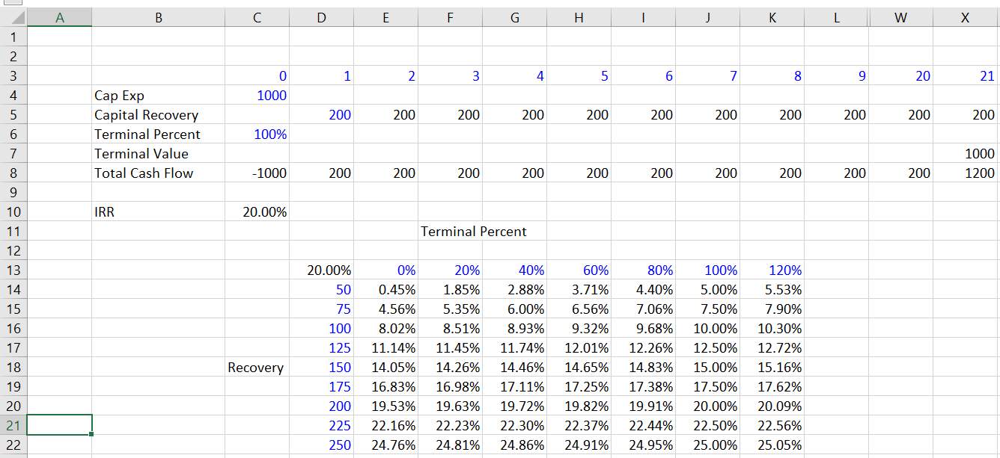 A B C D E F G H I J K L W X
1
2
3 0 1 2 3 4 5 6 7 8 9 20 21
4 Cap Exp 1000
5 Capital Recovery 200 200 200 200 200 200 200 200 200 200 200
6 Terminal Percent 100%
7 Terminal Value 1000
8 Total Cash Flow -1000 200 200 200 200 200 200 200 200 200 200 1200
9
10 IRR 20.00%
11 Terminal Percent
12
13 20.00% 0% 20% 40% 60% 80% 100% 120%
14 50 0.45% 1.85% 2.88% 3.71% 4.40% 5.00% 5.53%
15 75 4.56% 5.35% 6.00% 6.56% 7.06% 7.50% 7.90%
16 100 8.02% 8.51% 8.93% 9.32% 9.68% 10.00% 10.30%
17 125 11.14% 11.45% 11.74% 12.01% 12.26% 12.50% 12.72%
18 Recovery 150 14.05% 14.26% 14.46% 14.65% 14.83% 15.00% 15.16%
19 175 16.83% 16.98% 17.11% 17.25% 17.38% 17.50% 17.62%
20 200 19.53% 19.63% 19.72% 19.82% 19.91% 20.00% 20.09%
21 225 22.16% 22.23% 22.30% 22.37% 22.44% 22.50% 22.56%
22 250 24.76% 24.81% 24.86% 24.91% 24.95% 25.00% 25.05%